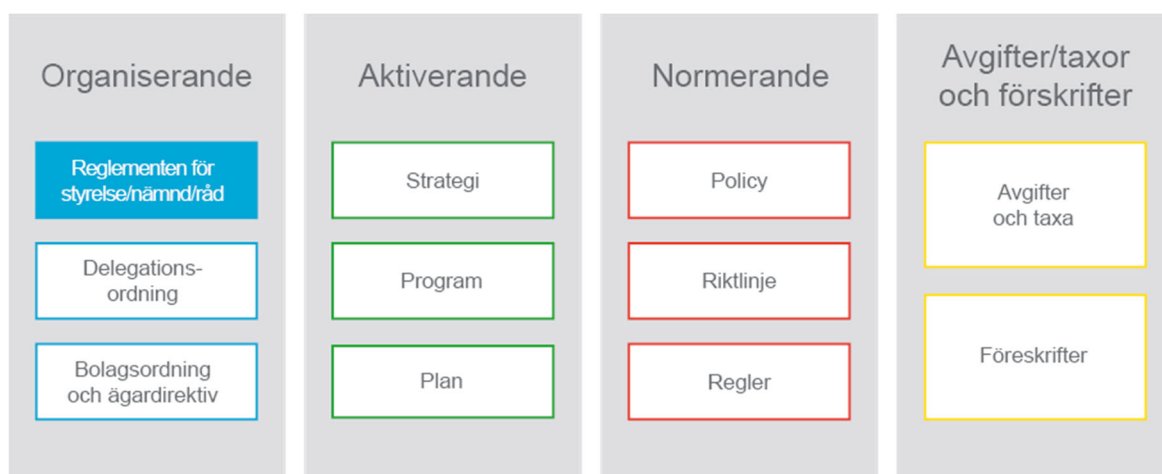 Organiserande
Reglementen för
styrelse/nämnd/råd
Delegations-
ordning
Bolagsordning
och ägardirektiv
Aktiverande
Strategi
Program
Plan
Normerande
Policy
Riktlinje
Regler
Avgifter/taxor
och förskrifter
Avgifter
och taxa
Föreskrifter